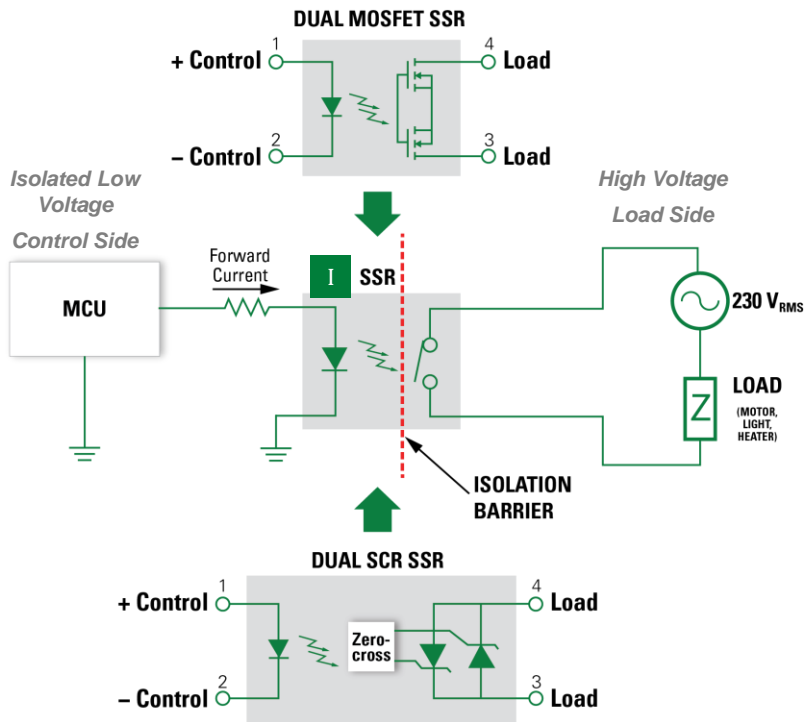 DUAL MOSFET SSR
1
4
+ Control
Load
2
3
– Control
Load
Isolated Low
Voltage
Control Side
High Voltage
Load Side
Forward
Current
I
SSR
MCU
230 VRMS
LOAD
(MOTOR,
LIGHT,
HEATER)
Z
ISOLATION
BARRIER
DUAL SCR SSR
1
4
+ Control
Load
Zero-
cross
2
3
– Control
Load